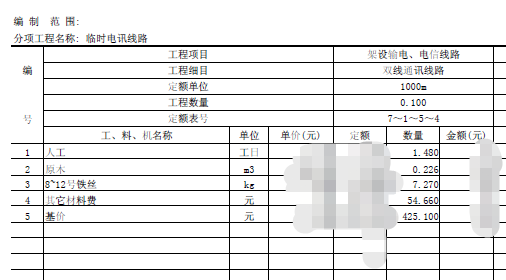 编 制 范 围:
分项工程名称: 临时电讯线路
编号 工程项目 架设输电、电信线路
工程细目 双线通讯线路
定额单位 1000m
工程数量 0.100
定额表号 7～1～5～4
工、料、机名称 单位 单价(元) 定额 数量 金额(元)
1 人工 工日 1.480
2 原木 m3 0.226
3 8~12号铁丝 kg 7.270
4 其它材料费 元 54.660
5 基价 元 425.100